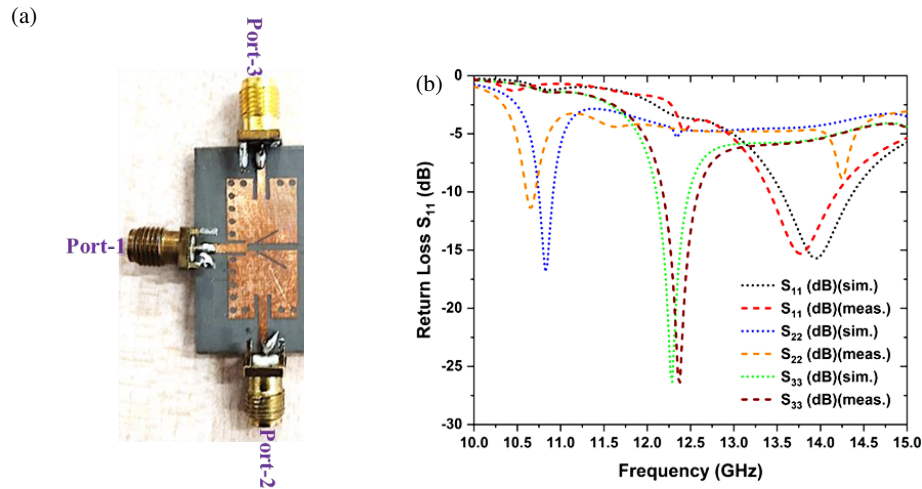 (a)
Port-3
Port-1
Port-2
(b)
Return Loss S11 (dB)
0
-5
-10
-15
-20
-25
-30
S11 (dB)(sim.)
S11 (dB)(meas.)
S22 (dB)(sim.)
S22 (dB)(meas.)
S33 (dB)(sim.)
S33 (dB)(meas.)
10.0 10.5 11.0 11.5 12.0 12.5 13.0 13.5 14.0 14.5 15.0
Frequency (GHz)